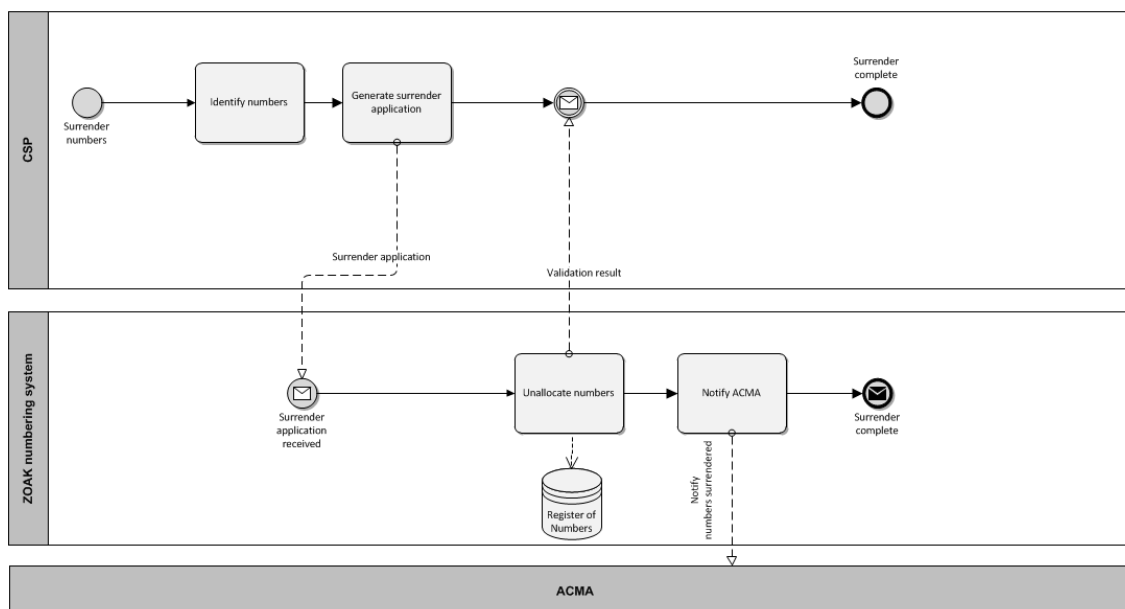 CSP
Surrender
numbers
Identify numbers
Generate surrender
application
Surrender
complete
Surrender application
Validation result
ZOAK numbering system
Surrender
application
received
Unallocate numbers
Notify ACMA
Surrender
complete
Register of
Numbers
Notify
numbers surrendered
ACMA